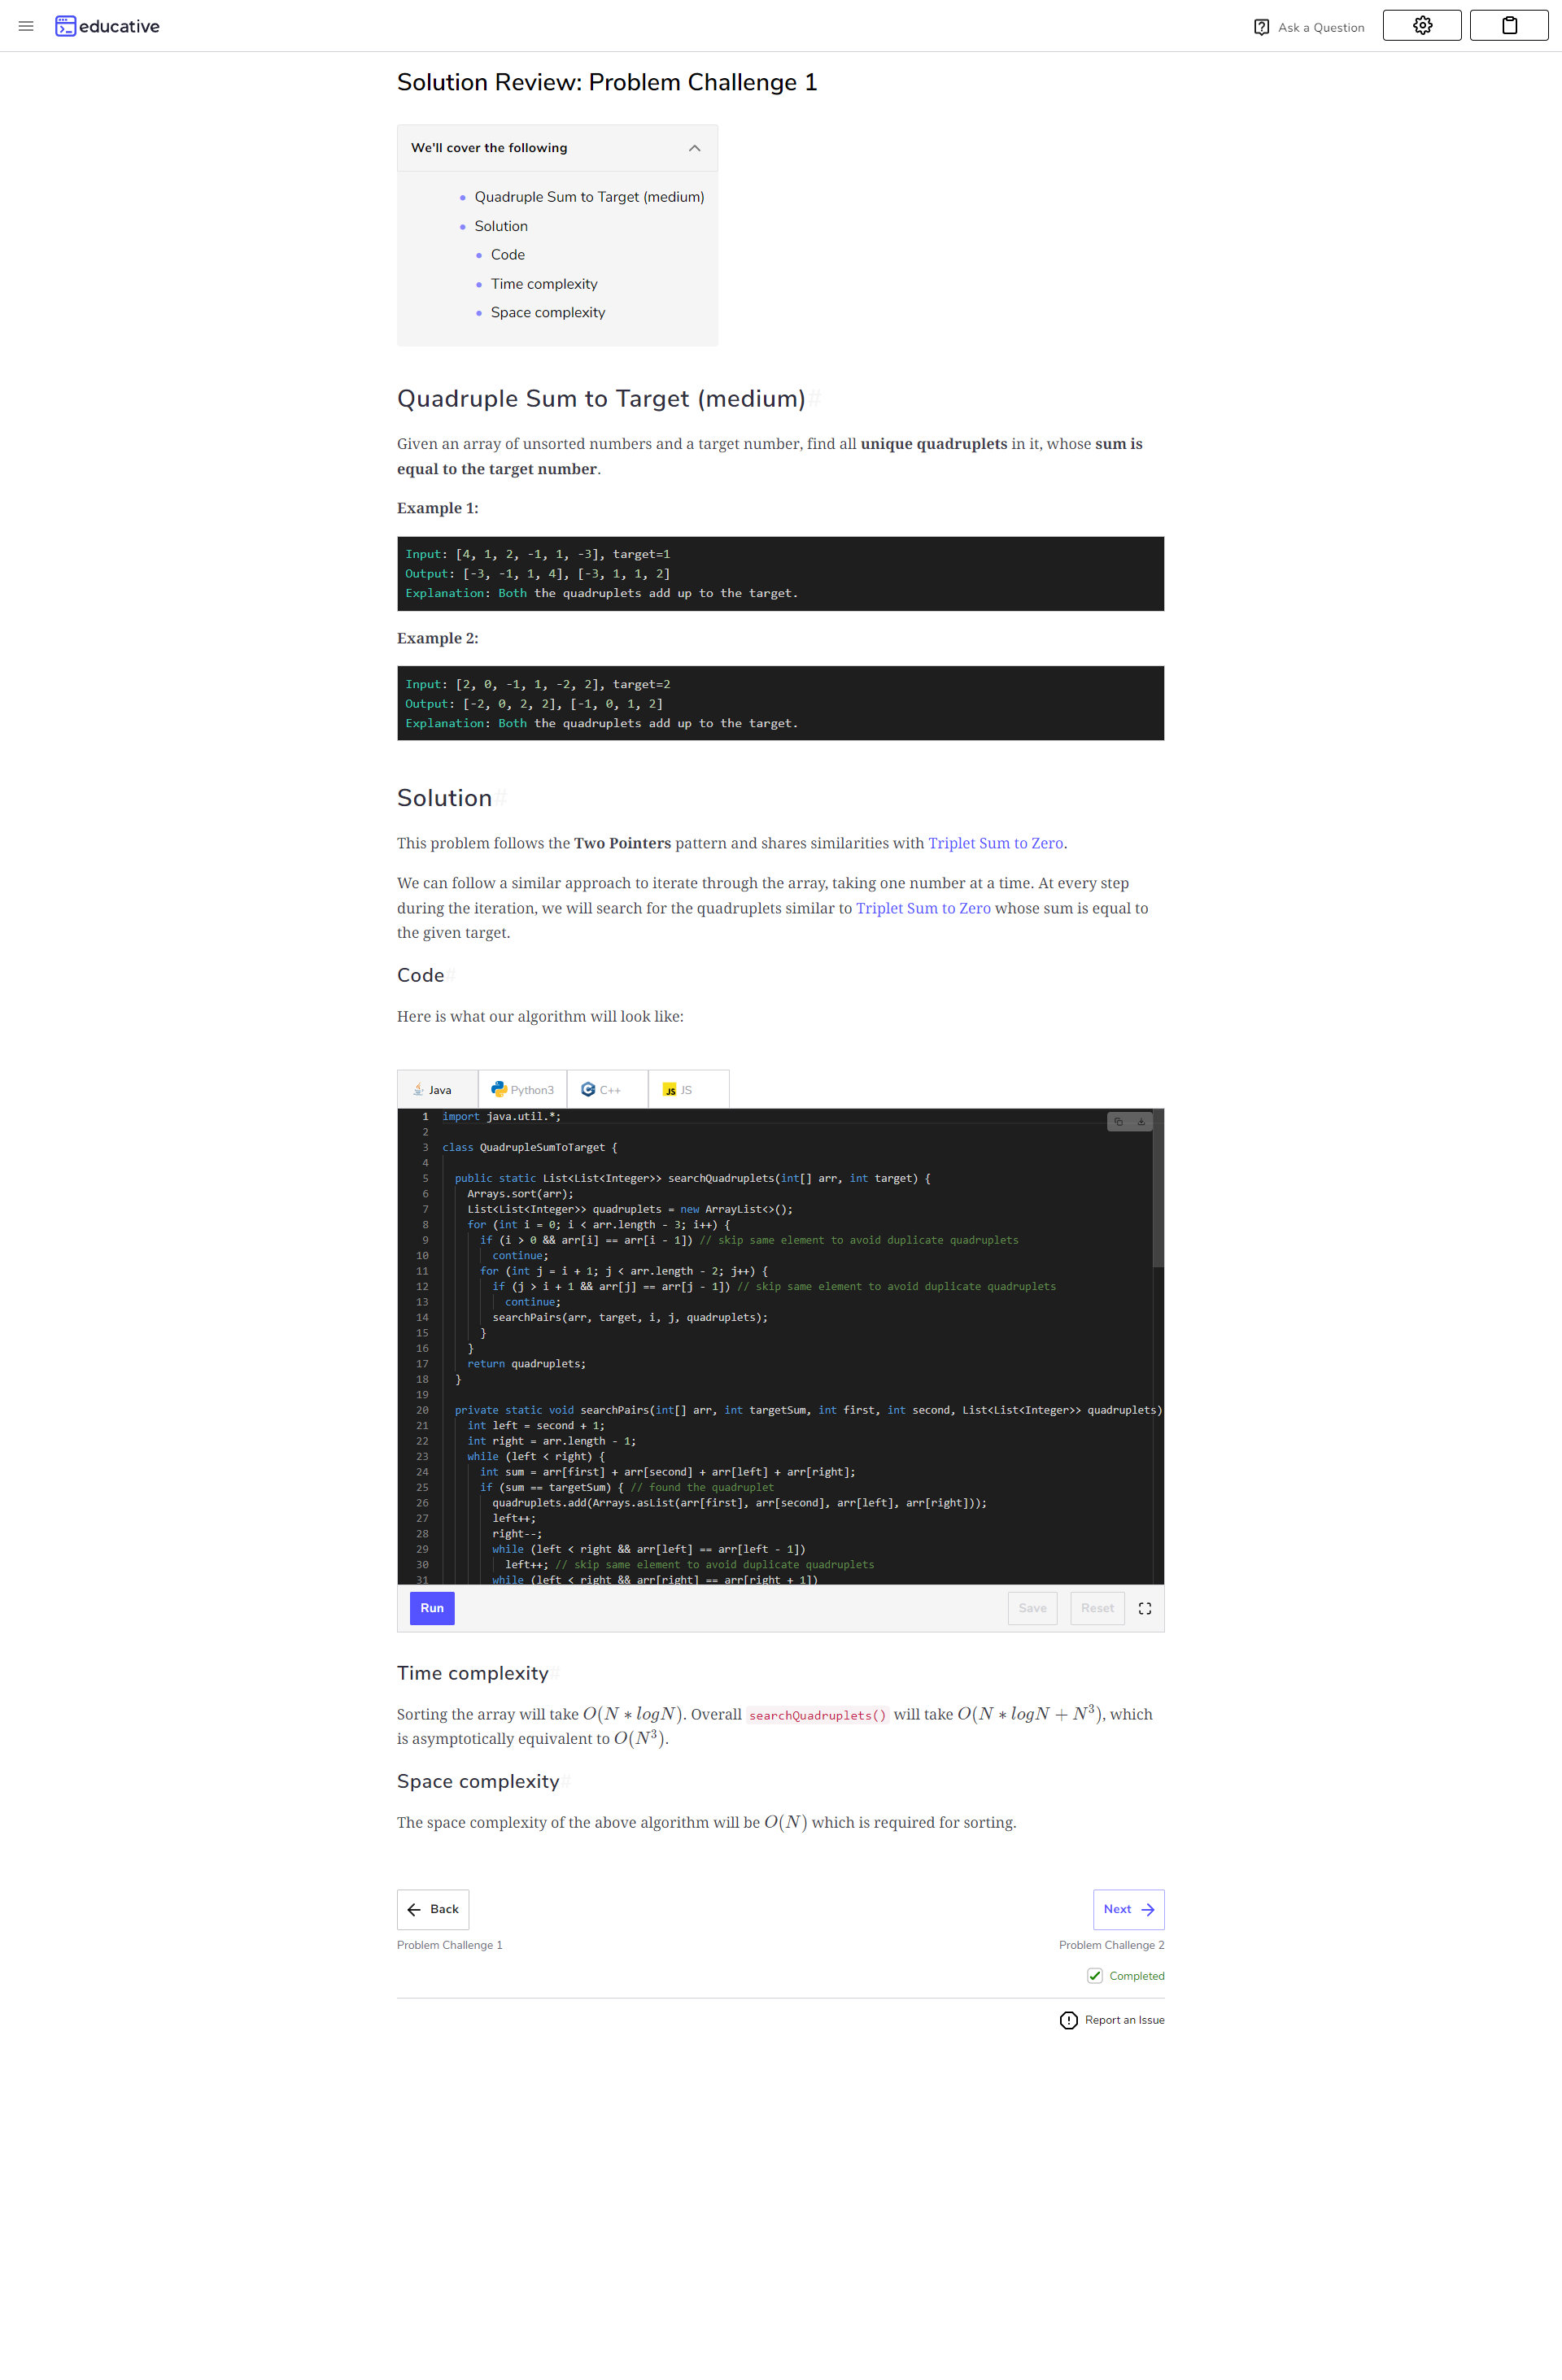 educative
Ask a Question
Solution Review: Problem Challenge 1
We'll cover the following
Quadruple Sum to Target (medium)
Solution
Code
Time complexity
Space complexity
Quadruple Sum to Target (medium)#
Given an array of unsorted numbers and a target number, find all unique quadruplets in it, whose sum is
equal to the target number.
Example 1:
Input: [4, 1, 2, -1, 1, -3], target=1
Output: [-3, -1, 1, 4], [-3, 1, 1, 2]
Explanation: Both the quadruplets add up to the target.
Example 2:
Input: [2, 0, -1, 1, -2, 2], target=2
Output: [-2, 0, 2, 2], [-1, 0, 1, 2]
Explanation: Both the quadruplets add up to the target.
Solution#
This problem follows the Two Pointers pattern and shares similarities with Triplet Sum to Zero.
We can follow a similar approach to iterate through the array, taking one number at a time. At every step
during the iteration, we will search for the quadruplets similar to Triplet Sum to Zero whose sum is equal to
the given target.
Code#
Here is what our algorithm will look like:
Java Python3 C++ JS JS
1 import java.util.*;
2
3 class QuadrupleSumToTarget {
4
5 public static List<List<Integer>> searchQuadruplets(int[] arr, int target) {
6 Arrays.sort(arr);
7 List<List<Integer>> quadruplets = new ArrayList<>();
8 for (int i = 0; i < arr.length - 3; i++) {
9 if (i > 0 && arr[i] == arr[i - 1]) // skip same element to avoid duplicate quadruplets
10 continue;
11 for (int j = i + 1; j < arr.length - 2; j++) {
12 if (j > i + 1 && arr[j] == arr[j - 1]) // skip same element to avoid duplicate quadruplets
13 continue;
14 searchPairs(arr, target, i, j, quadruplets);
15 }
16 }
17 return quadruplets;
18 }
19
20 private static void searchPairs(int[] arr, int targetSum, int first, int second, List<List<Integer>> quadruplets)
21 int left = second + 1;
22 int right = arr.length - 1;
23 while (left < right) {
24 int sum = arr[first] + arr[second] + arr[left] + arr[right];
25 if (sum == targetSum) { // found the quadruplet
26 quadruplets.add(Arrays.asList(arr[first], arr[second], arr[left], arr[right]));
27 left++;
28 right--;
29 while (left < right && arr[left] == arr[left - 1])
30 left++; // skip same element to avoid duplicate quadruplets
31 while (left < right && arr[right] == arr[right + 1])
Run
Save
Reset
Time complexity#
Sorting the array will take O(N ∗ logN). Overall searchQuadruplets() will take O(N ∗ logN + N³), which
is asymptotically equivalent to O(N³).
Space complexity#
The space complexity of the above algorithm will be O(N) which is required for sorting.
Back
Next
Problem Challenge 1
Problem Challenge 2
Completed
Report an Issue